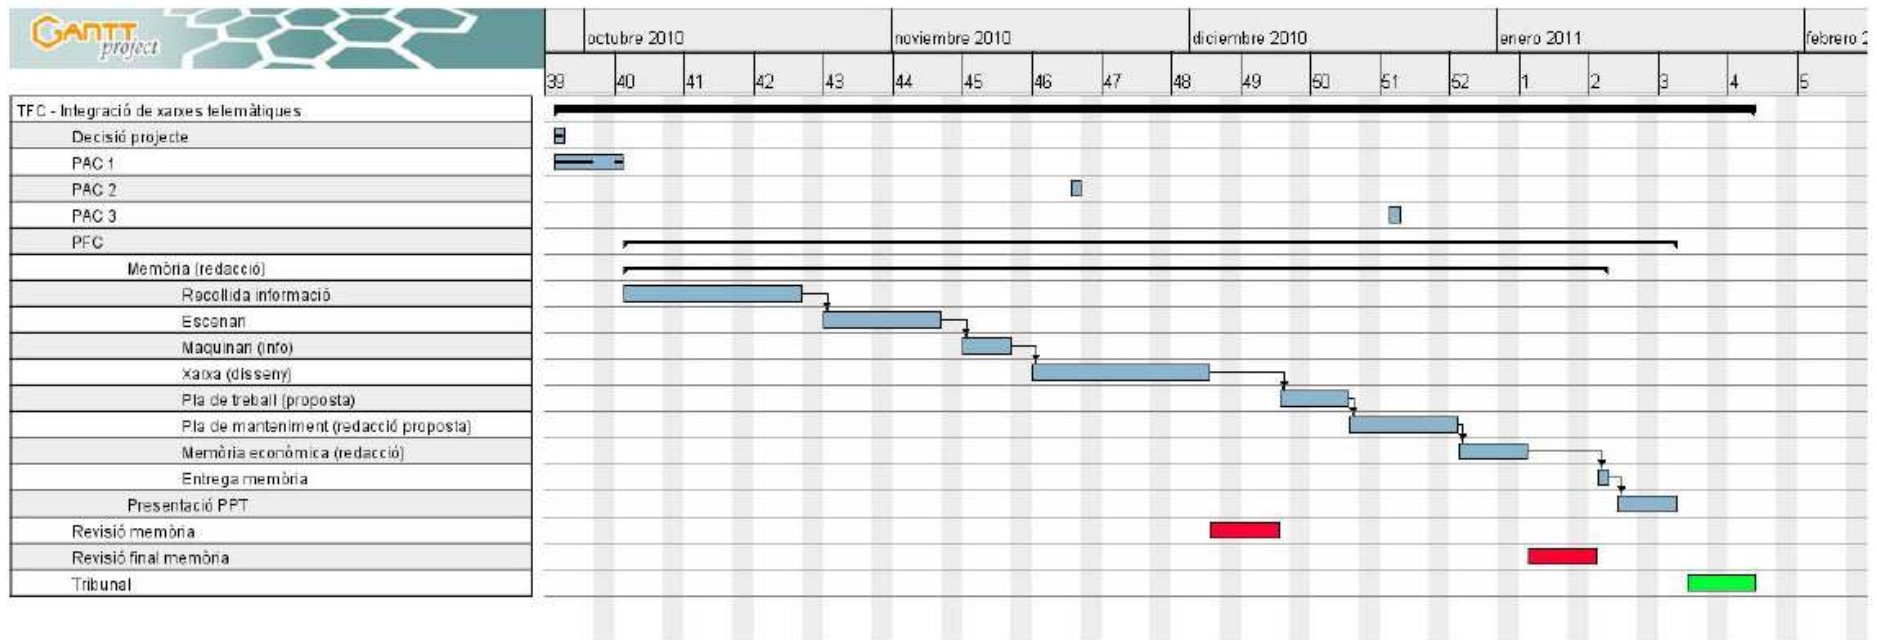 GANTT
project
octubre 2010 noviembre 2010 diciembre 2010 enero 2011 febrero 2
39 40 41 42 43 44 45 46 47 48 49 50 51 52 1 2 3 4 5
TFC - Integració de xarxes telemàtiques
Decisió projecte
PAC 1
PAC 2
PAC 3
PFC
Memòria (redacció)
Recollida informació
Escenari
Maquinari (info)
Xarxa (disseny)
Pla de treball (proposta)
Pla de manteniment (redacció proposta)
Memòria econòmica (redacció)
Entrega memòria
Presentació PPT
Revisió memòria
Revisió final memòria
Tribunal